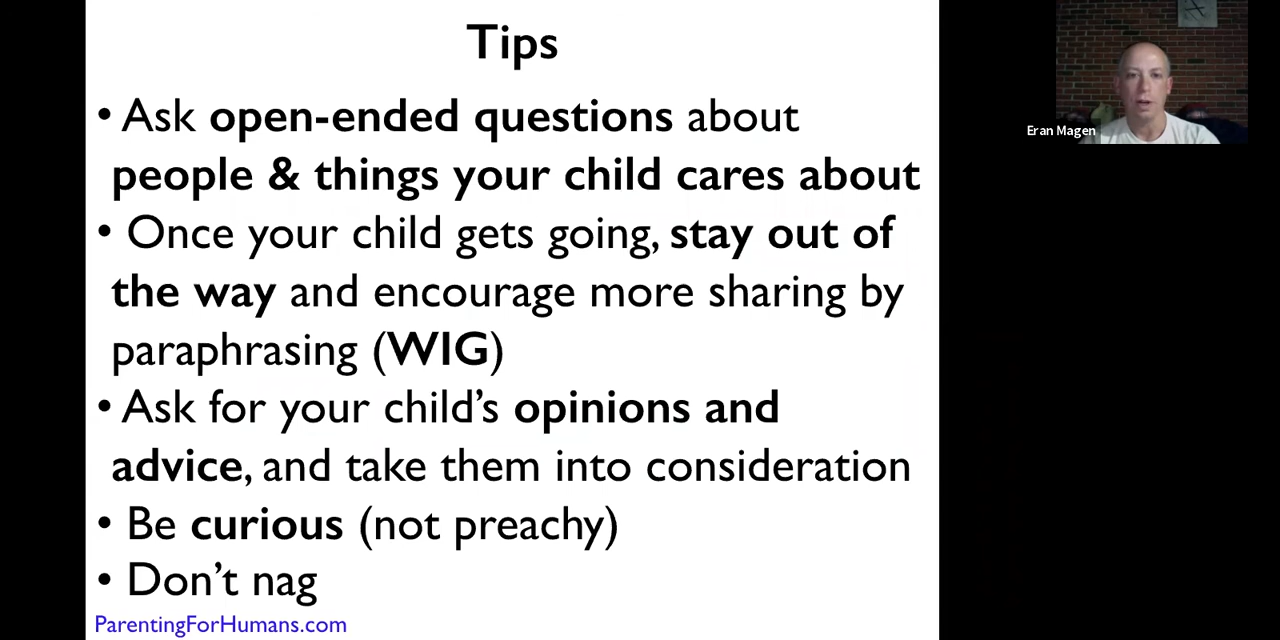 Tips
• Ask open-ended questions about
people & things your child cares about
• Once your child gets going, stay out of
the way and encourage more sharing by
paraphrasing (WIG)
• Ask for your child’s opinions and
advice, and take them into consideration
• Be curious (not preachy)
• Don’t nag
ParentingForHumans.com
Eran Magen